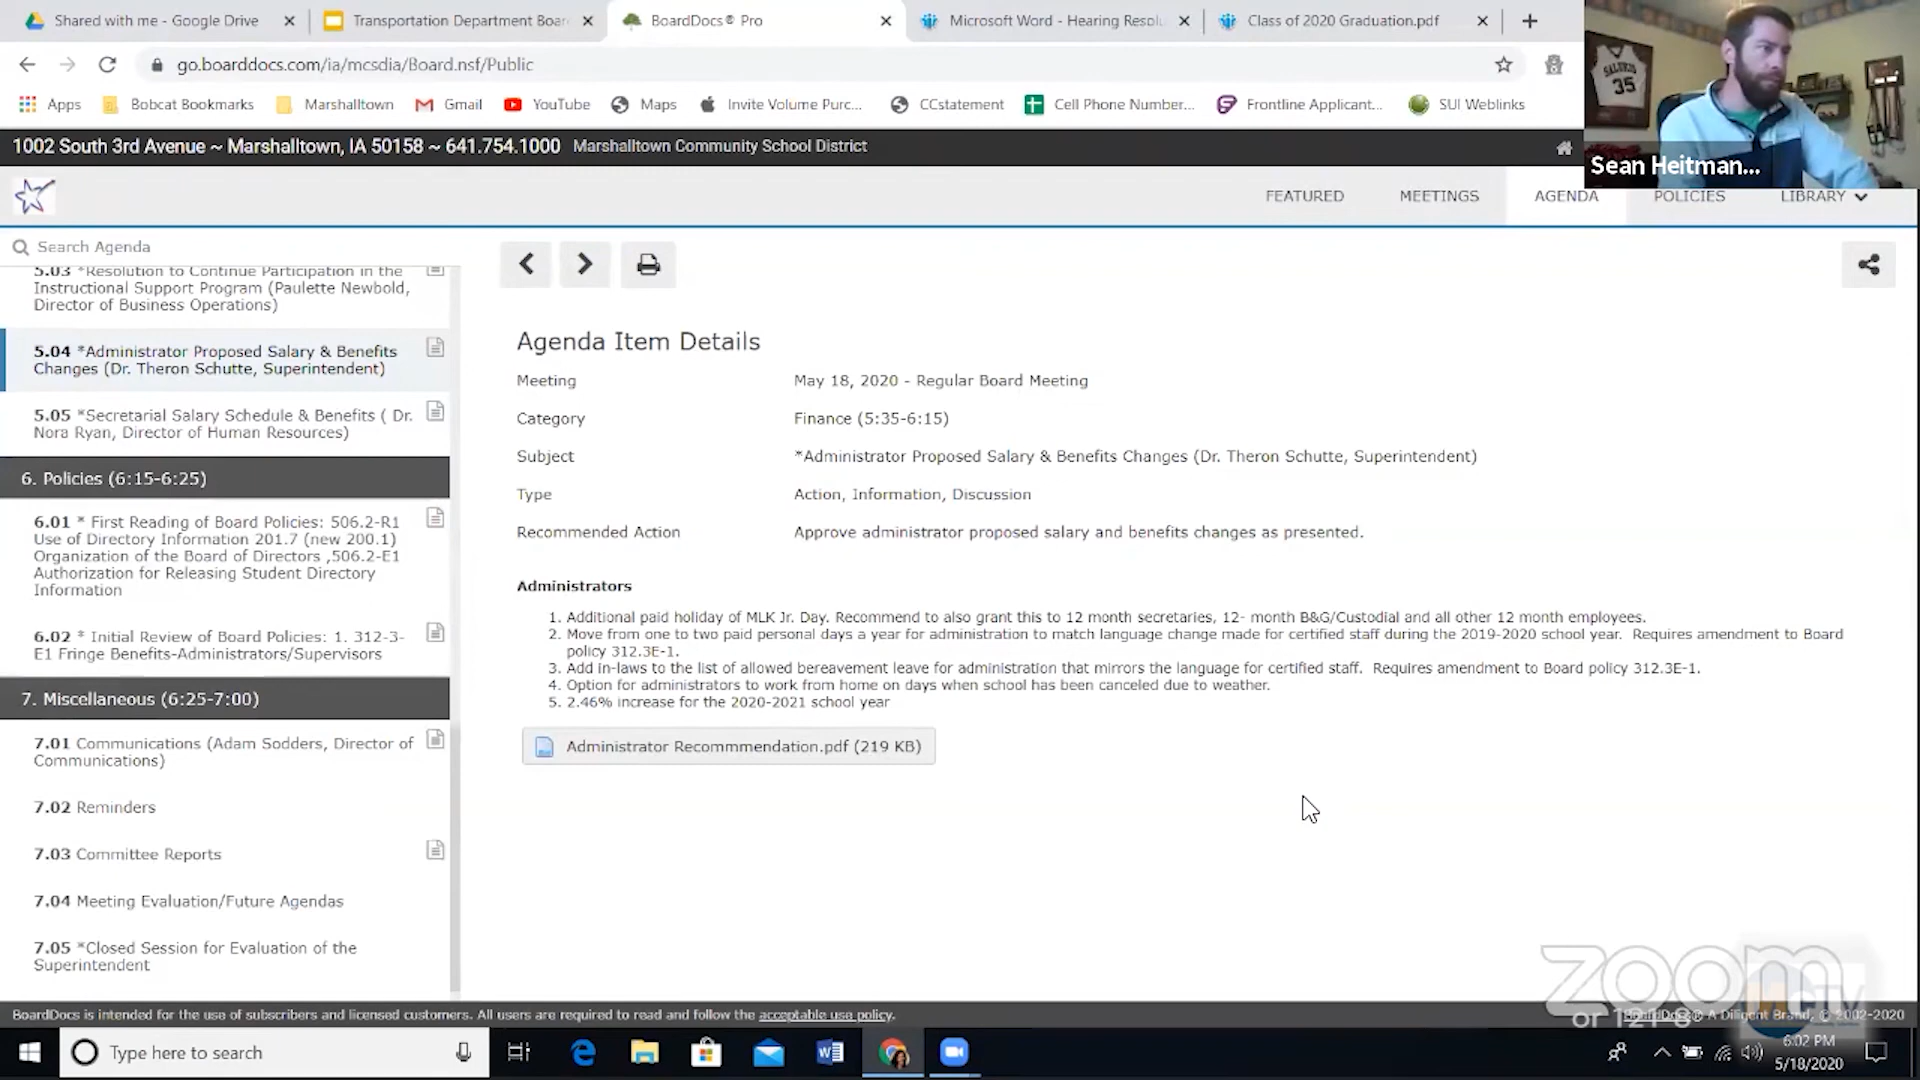 Shared with me - Google Drive
Transportation Department Boar
BoardDocs® Pro
Microsoft Word - Hearing Resolu
Class of 2020 Graduation.pdf
go.boarddocs.com/ia/mcsdia/Board.nsf/Public
Apps
Bobcat Bookmarks
Marshalltown
Gmail
YouTube
Maps
Invite Volume Purc...
CCstatement
Cell Phone Number...
Frontline Applicant...
SUI Weblinks
SALUKIS
35
Sean Heitman...
1002 South 3rd Avenue ~ Marshalltown, IA 50158 ~ 641.754.1000 Marshalltown Community School District
FEATURED
MEETINGS
AGENDA
POLICIES
LIBRARY
Search Agenda
5.03 *Resolution to Continue Participation in the
Instructional Support Program (Paulette Newbold,
Director of Business Operations)
5.04 *Administrator Proposed Salary & Benefits
Changes (Dr. Theron Schutte, Superintendent)
5.05 *Secretarial Salary Schedule & Benefits ( Dr.
Nora Ryan, Director of Human Resources)
6. Policies (6:15-6:25)
6.01 * First Reading of Board Policies: 506.2-R1
Use of Directory Information 201.7 (new 200.1)
Organization of the Board of Directors ,506.2-E1
Authorization for Releasing Student Directory
Information
6.02 * Initial Review of Board Policies: 1. 312-3-
E1 Fringe Benefits-Administrators/Supervisors
7. Miscellaneous (6:25-7:00)
7.01 Communications (Adam Sodders, Director of
Communications)
7.02 Reminders
7.03 Committee Reports
7.04 Meeting Evaluation/Future Agendas
7.05 *Closed Session for Evaluation of the
Superintendent
Agenda Item Details
Meeting May 18, 2020 - Regular Board Meeting
Category Finance (5:35-6:15)
Subject *Administrator Proposed Salary & Benefits Changes (Dr. Theron Schutte, Superintendent)
Type Action, Information, Discussion
Recommended Action Approve administrator proposed salary and benefits changes as presented.
Administrators
1. Additional paid holiday of MLK Jr. Day. Recommend to also grant this to 12 month secretaries, 12- month B&G/Custodial and all other 12 month employees.
2. Move from one to two paid personal days a year for administration to match language change made for certified staff during the 2019-2020 school year. Requires amendment to Board
policy 312.3E-1.
3. Add in-laws to the list of allowed bereavement leave for administration that mirrors the language for certified staff. Requires amendment to Board policy 312.3E-1.
4. Option for administrators to work from home on days when school has been canceled due to weather.
5. 2.46% increase for the 2020-2021 school year
Administrator Recommmendation.pdf (219 KB)
zoom
BoardDocs is intended for the use of subscribers and licensed customers. All users are required to read and follow the acceptable use policy.
BoardDocs® A Diligent Brand, © 2002-2020
Type here to search
6:02 PM
5/18/2020